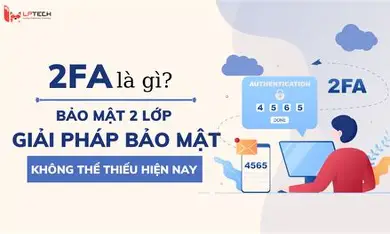 LPTECH
2FA là gì?
BẢO MẬT 2 LỚP
GIẢI PHÁP BẢO MẬT
KHÔNG THỂ THIẾU HIỆN NAY
AUTHENTICATION
4 5 6 5
DONE
2FA
4565